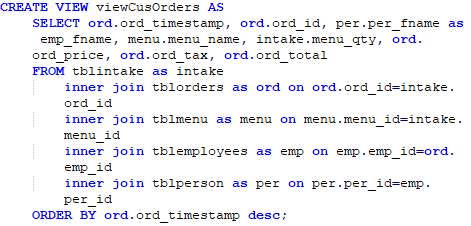 CREATE VIEW viewCusOrders AS
SELECT ord.ord_timestamp, ord.ord_id, per.per_fname as
emp_fname, menu.menu_name, intake.menu_qty, ord.
ord_price, ord.ord_tax, ord.ord_total
FROM tblintake as intake
inner join tblorders as ord on ord.ord_id=intake.
ord_id
inner join tblmenu as menu on menu.menu_id=intake.
menu_id
inner join tblemployees as emp on emp.emp_id=ord.
emp_id
inner join tblperson as per on per.per_id=emp.
per_id
ORDER BY ord.ord_timestamp desc;